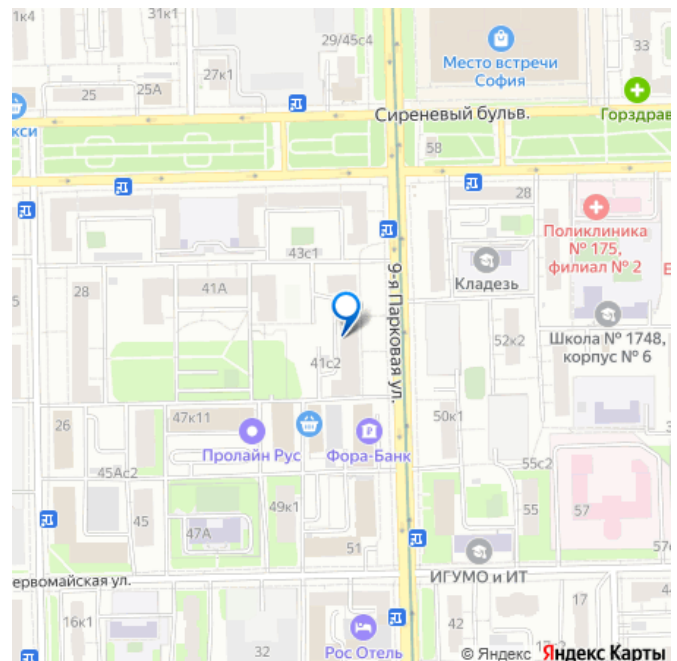 1к4
31к1
29/45с4
Место встречи
София
33
27к1
25
25А
кси
Сиреневый бульв.
Горздрав
58
28
Поликлиника
№ 175,
филиал № 2
43с1
Кладезь
5
28
41А
9-я Парковая ул.
52к2
Школа № 1748,
корпус № 6
41с2
26
47к11
50к1
Пролайн Рус
Фора-Банк
45Ас2
55с2
45
47А
49к1
55
57
51
57
ервомайская ул.
ИГУМО и ИТ
17
44
16к1
32
Рос Отель
42
© Яндекс
Яндекс Карты